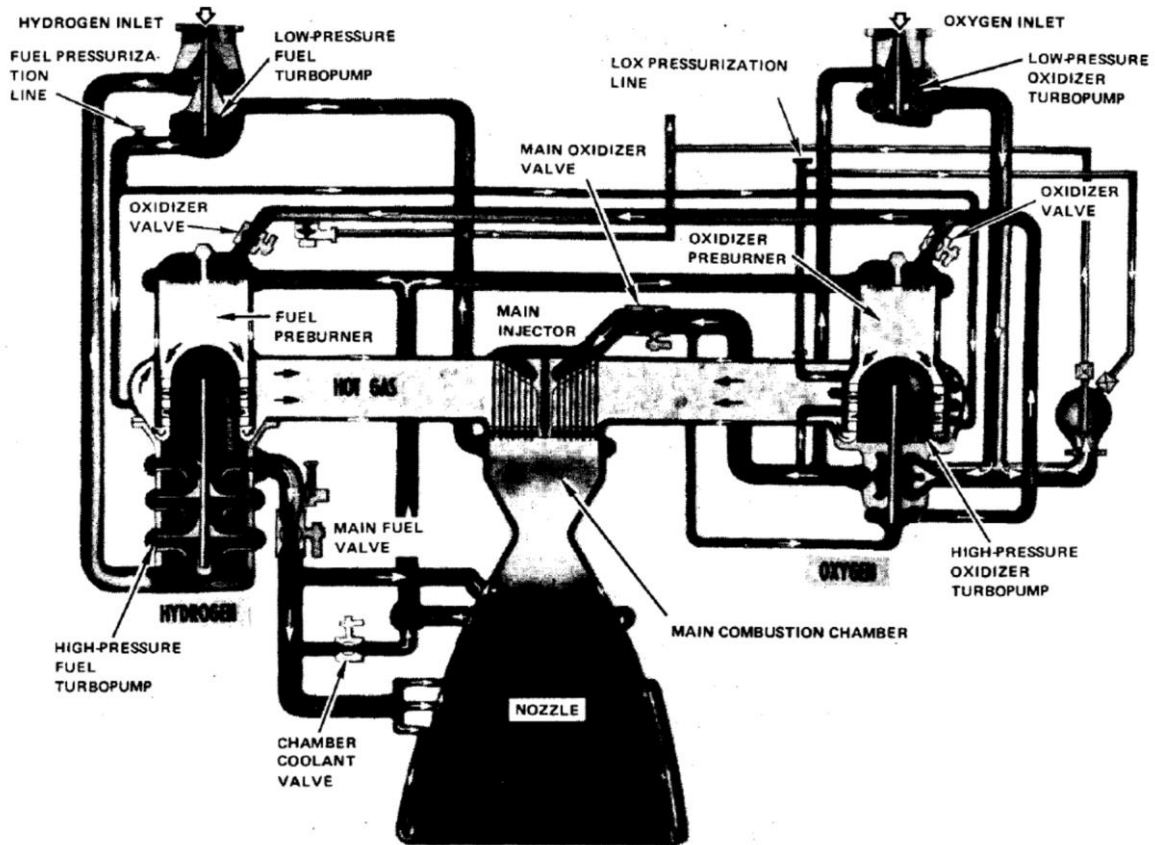 HYDROGEN INLET
FUEL PRESSURIZA-
TION
LINE
LOW-PRESSURE
FUEL
TURBOPUMP
OXYGEN INLET
LOX PRESSURIZATION
LINE
LOW-PRESSURE
OXIDIZER
TURBOPUMP
MAIN OXIDIZER
VALVE
OXIDIZER
VALVE
OXIDIZER
VALVE
OXIDIZER
PREBURNER
FUEL
PREBURNER
MAIN
INJECTOR
HOT GAS
MAIN FUEL
VALVE
HYDROGEN
OXYGEN
HIGH-PRESSURE
OXIDIZER
TURBOPUMP
HIGH-PRESSURE
FUEL
TURBOPUMP
MAIN COMBUSTION CHAMBER
NOZZLE
CHAMBER
COOLANT
VALVE